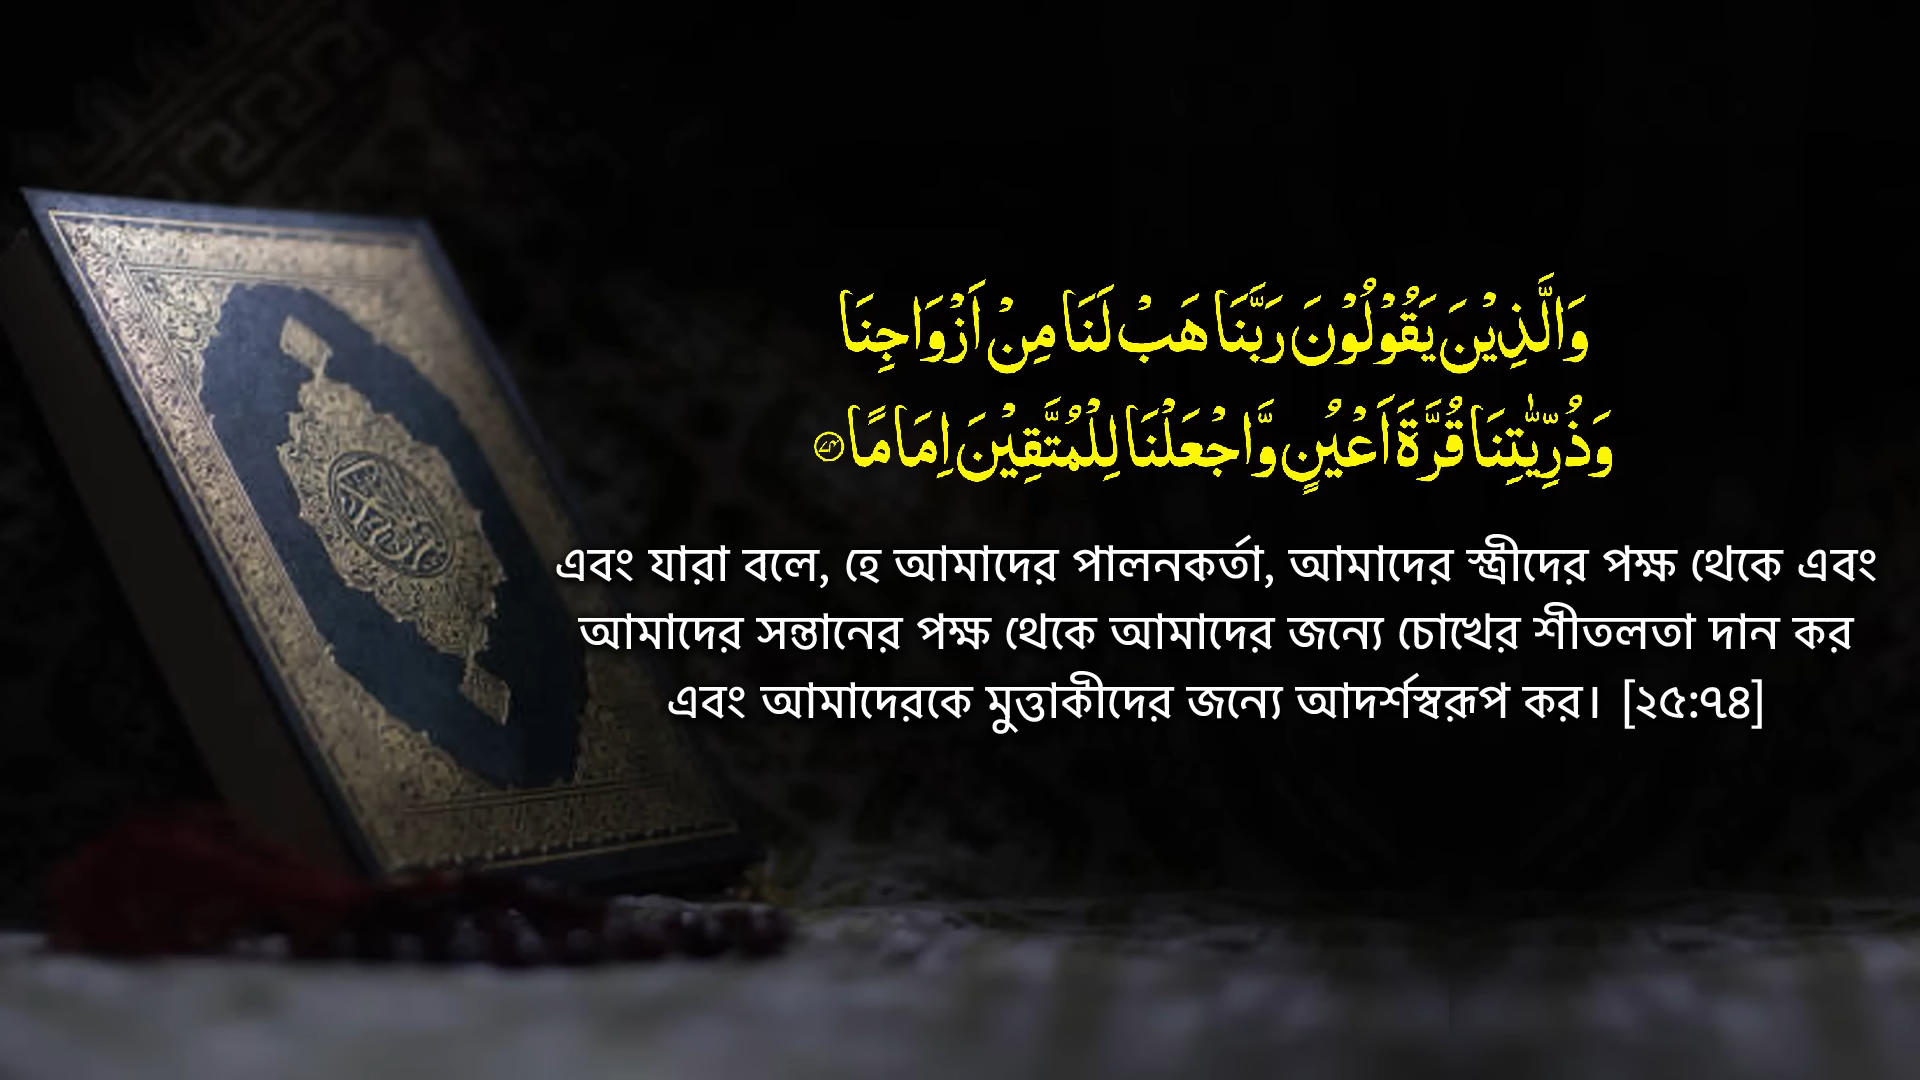 وَالَّذِيْنَ يَقُوْلُوْنَ رَبَّنَا هَبْ لَنَا مِنْ اَزْوَاجِنَا
وَذُرِّيّٰتِنَا قُرَّةَ اَعْيُنٍ وَّاجْعَلْنَا لِلْمُتَّقِيْنَ اِمَامًا ۝۷۴
এবং যারা বলে, হে আমাদের পালনকর্তা, আমাদের স্ত্রীদের পক্ষ থেকে এবং
আমাদের সন্তানের পক্ষ থেকে আমাদের জন্যে চোখের শীতলতা দান কর
এবং আমাদেরকে মুত্তাকীদের জন্যে আদর্শস্বরূপ কর। [২৫:৭৪]